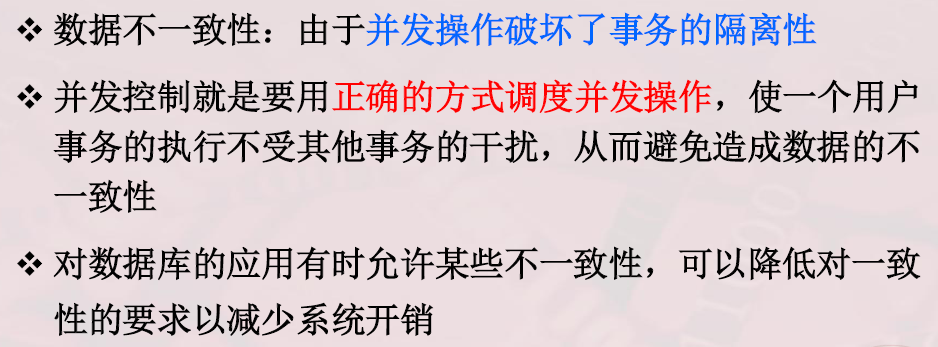 ❖ 数据不一致性：由于并发操作破坏了事务的隔离性
❖ 并发控制就是要用正确的方式调度并发操作，使一个用户
事务的执行不受其他事务的干扰，从而避免造成数据的不
一致性
❖ 对数据库的应用有时允许某些不一致性，可以降低对一致
性的要求以减少系统开销